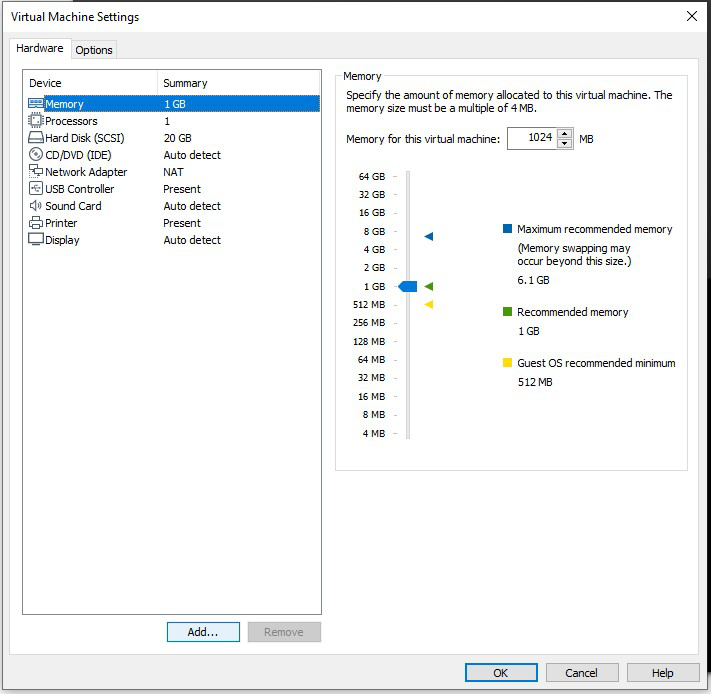 Virtual Machine Settings
Hardware
Options
Device Summary
Memory 1 GB
Processors 1
Hard Disk (SCSI) 20 GB
CD/DVD (IDE) Auto detect
Network Adapter NAT
USB Controller Present
Sound Card Auto detect
Printer Present
Display Auto detect
Add...
Remove
Memory
Specify the amount of memory allocated to this virtual machine. The
memory size must be a multiple of 4 MB.
Memory for this virtual machine: 1024 MB
64 GB
32 GB
16 GB
8 GB
4 GB
2 GB
1 GB
512 MB
256 MB
128 MB
64 MB
32 MB
16 MB
8 MB
4 MB
Maximum recommended memory
(Memory swapping may
occur beyond this size.)
6.1 GB
Recommended memory
1 GB
Guest OS recommended minimum
512 MB
OK
Cancel
Help